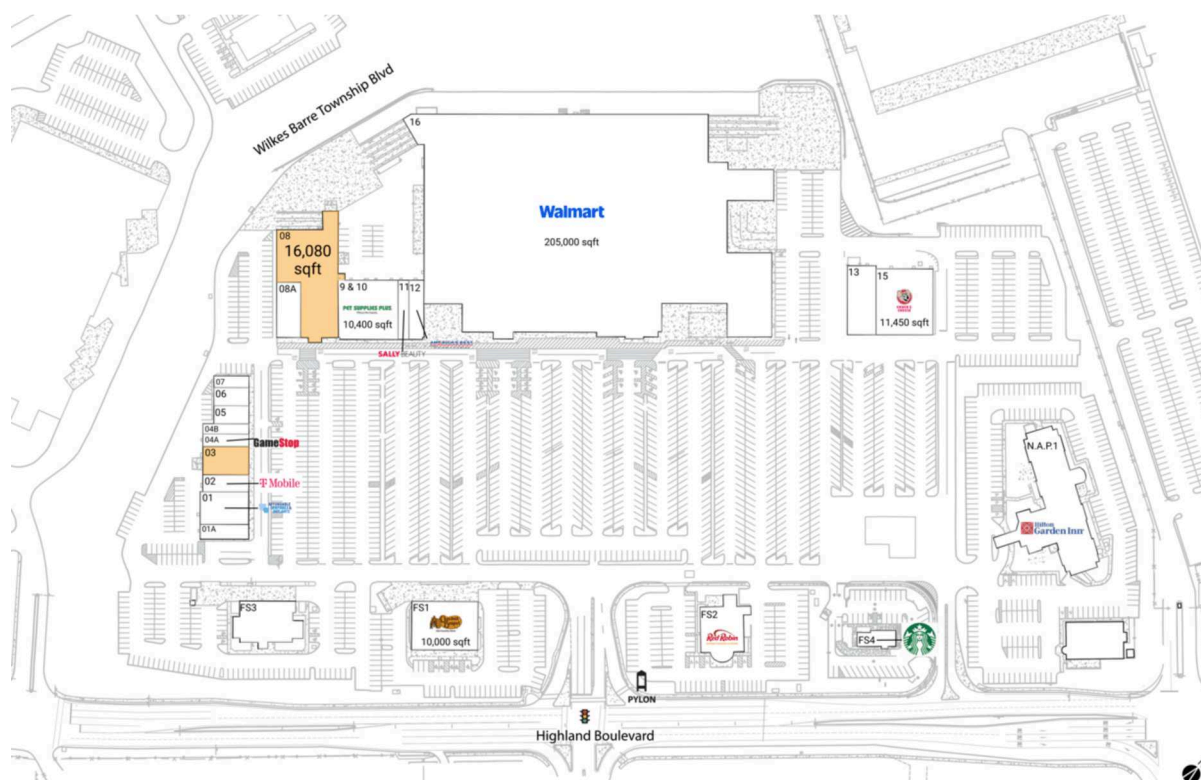 Wilkes Barre Township Blvd
16
Walmart
205,000 sqft
08
16,080
sqft
08A
9 & 10
11
12
PET SUPPLIES PLUS
10,400 sqft
SALLY BEAUTY
13
15
11,450 sqft
07
06
05
04B
04A
GameStop
03
02
T Mobile
01
01A
N.A.P.1
Hilton
Garden Inn
FS3
FS1
Cracker Barrel
10,000 sqft
FS2
Red Robin
FS4
PYLON
Highland Boulevard